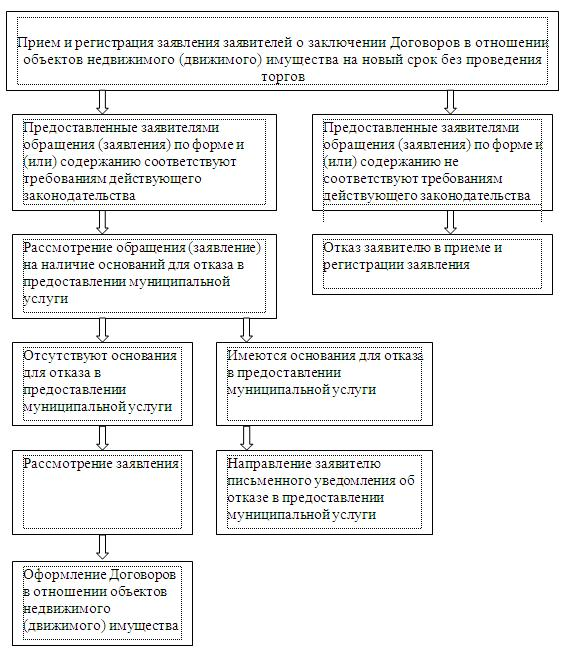 Прием и регистрация заявления заявителей о заключении Договоров в отношении
объектов недвижимого (движимого) имущества на новый срок без проведения
торгов
Предоставленные заявителями
обращения (заявления) по форме и
(или) содержанию соответствуют
требованиям действующего
законодательства
Предоставленные заявителями
обращения (заявления) по форме и
(или) содержанию не
соответствуют требованиям
действующего законодательства
Рассмотрение обращения (заявление)
на наличие оснований для отказа в
предоставлении муниципальной
услуги
Отказ заявителю в приеме и
регистрации заявления
Отсутствуют основания
для отказа в
предоставлении
муниципальной услуги
Имеются основания для отказа
в предоставлении
муниципальной услуги
Рассмотрение заявления
Направление заявителю
письменного уведомления об
отказе в предоставлении
муниципальной услуги
Оформление Договоров
в отношении объектов
недвижимого
(движимого) имущества